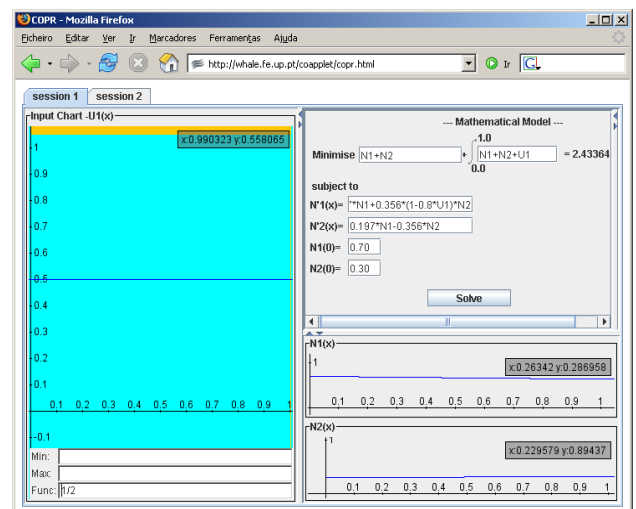 COPR - Mozilla Firefox
Ficheiro Editar Ver Ir Marcadores Ferramentas Ajuda
http://whale.fe.up.pt/coapplet/copr.html Ir G
session 1 session 2
Input Chart -U1(x)
x:0.990323 y:0.558065
1
0.9
0.8
0.7
0.6
0.5
0.4
0.3
0.2
0.1
0.1 0.2 0.3 0.4 0.5 0.6 0.7 0.8 0.9 1
-0.1
Min:
Max:
Func: 1/2
--- Mathematical Model ---
1.0
Minimise N1+N2 + ∫ N1+N2+U1 = 2.43364
0.0
subject to
N'1(x)= *N1+0.356*(1-0.8*U1)*N2
N'2(x)= 0.197*N1-0.356*N2
N1(0)= 0.70
N2(0)= 0.30
Solve
N1(x)
1
x:0.26342 y:0.286958
0.1 0.2 0.3 0.4 0.5 0.6 0.7 0.8 0.9 1
N2(x)
1
x:0.229579 y:0.89437
0.1 0.2 0.3 0.4 0.5 0.6 0.7 0.8 0.9 1